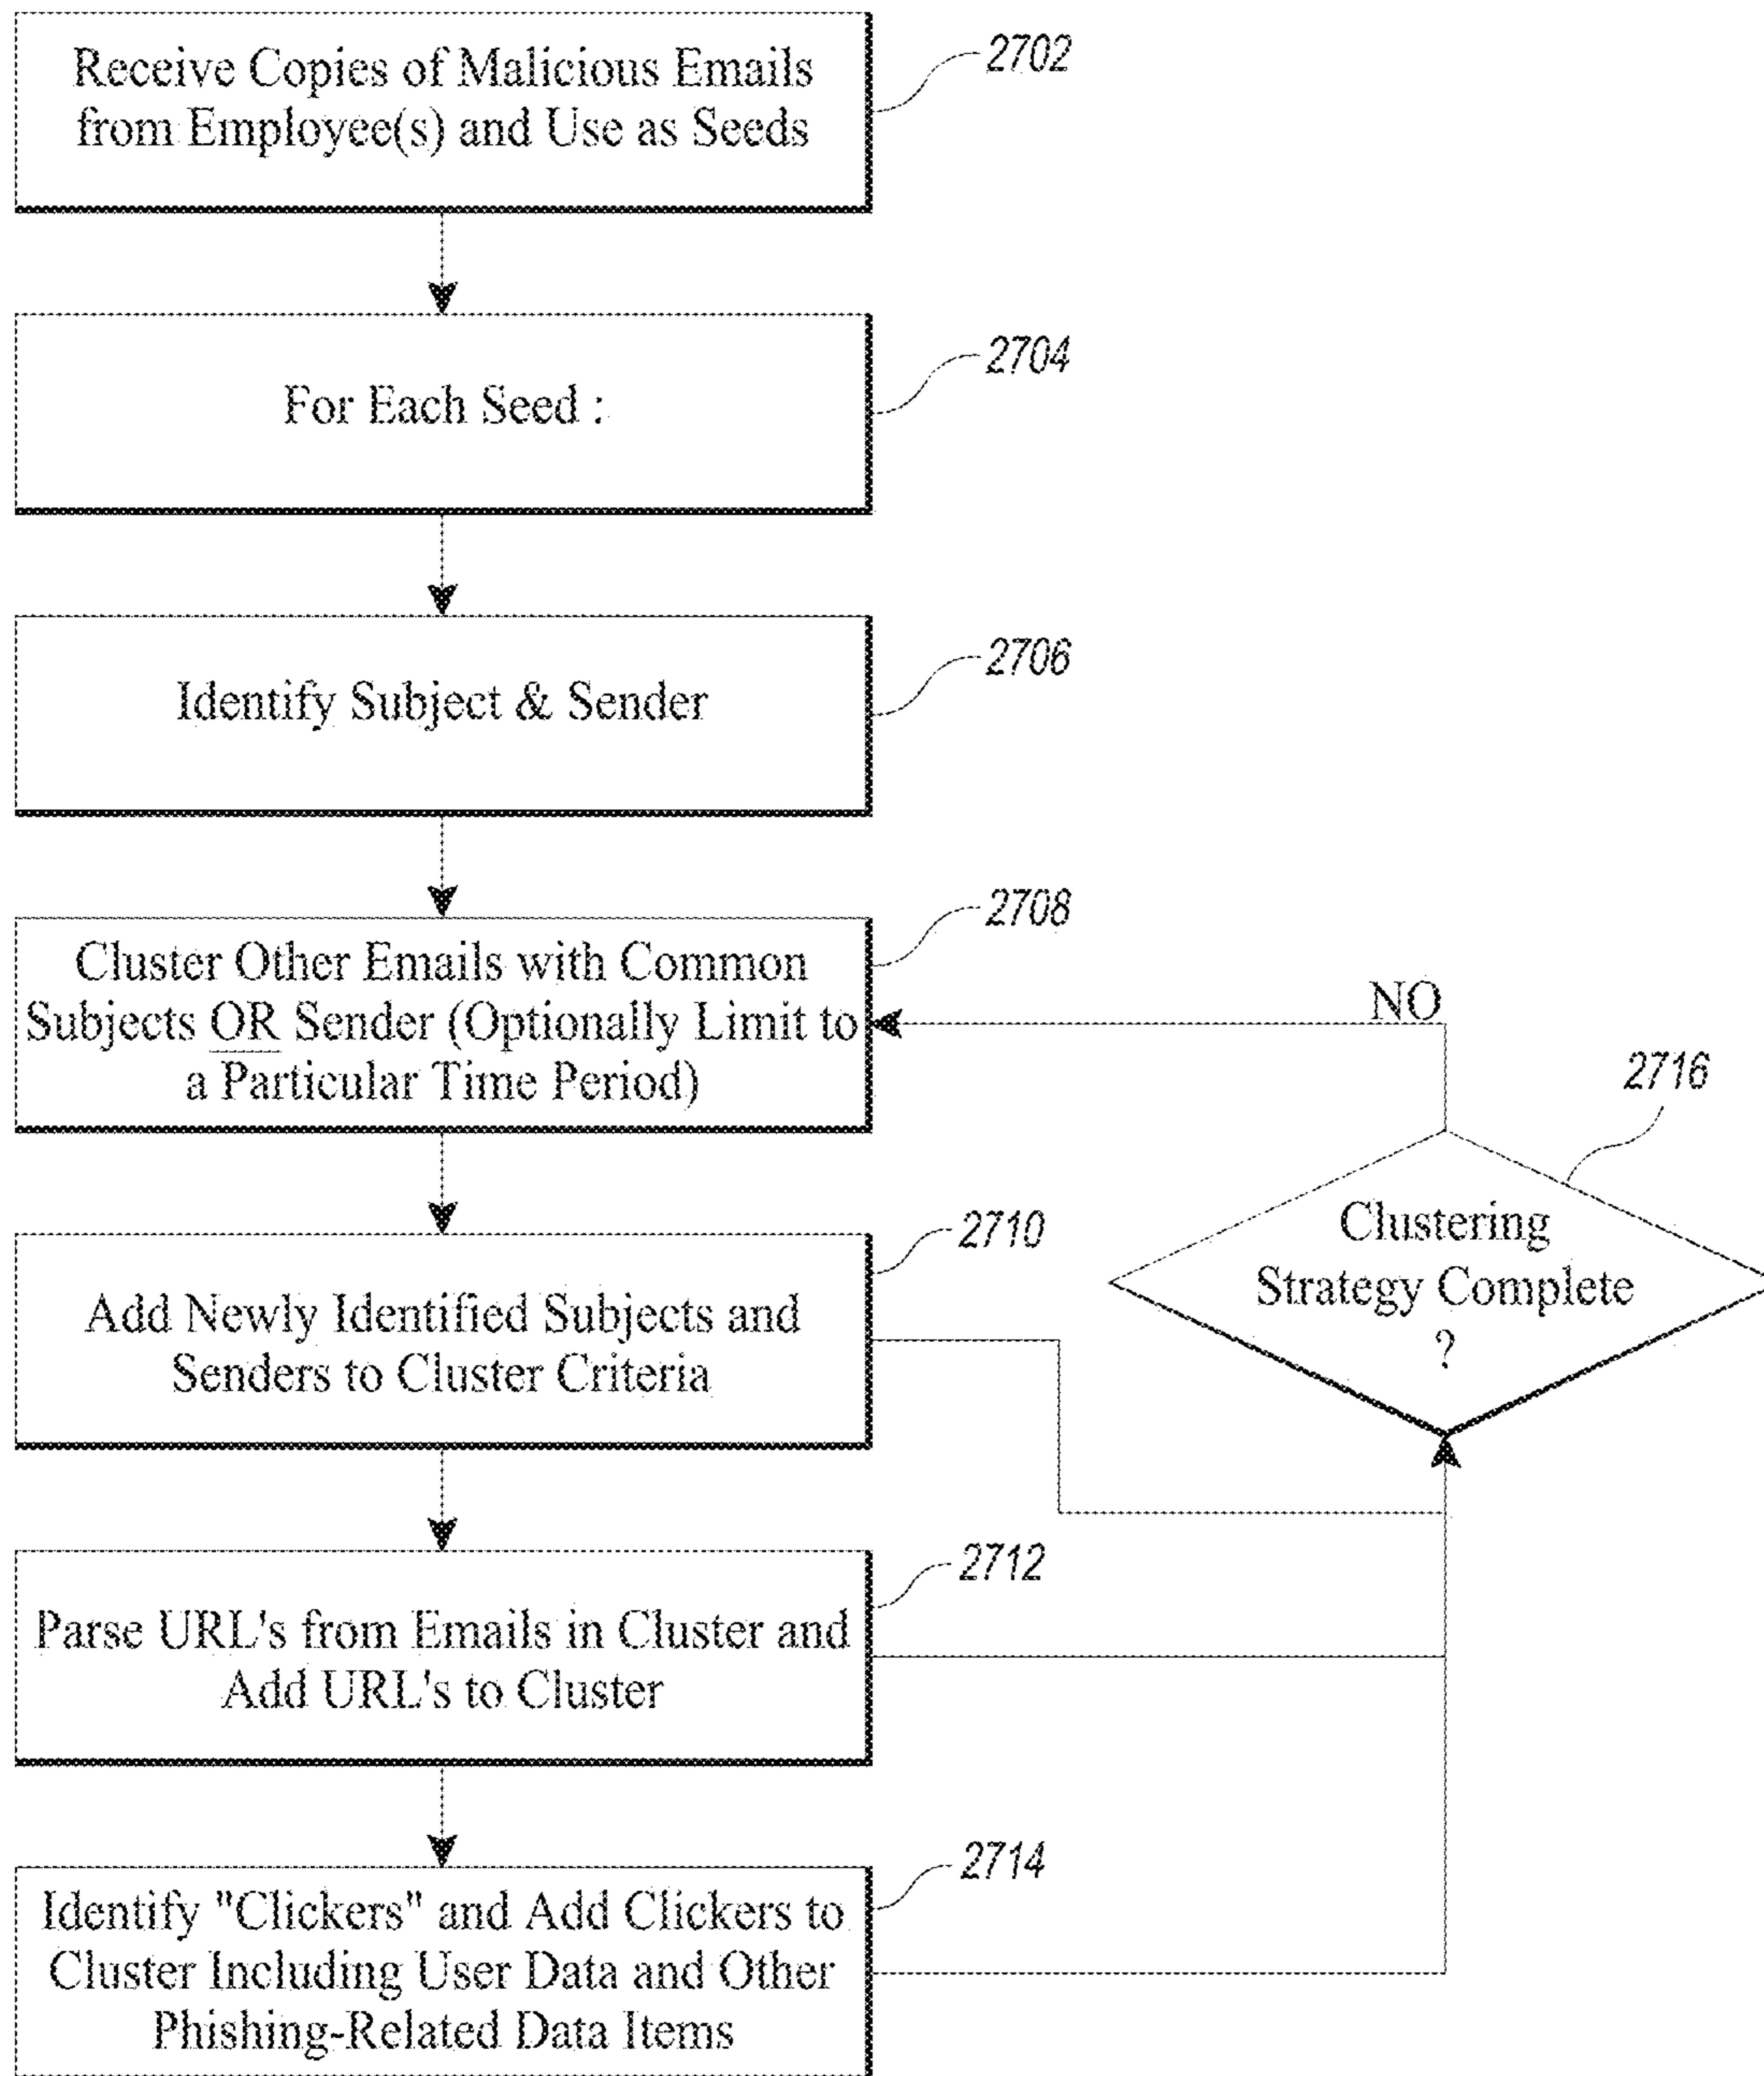 Receive Copies of Malicious Emails
from Employee(s) and Use as Seeds
2702
For Each Seed :
2704
Identify Subject & Sender
2706
Cluster Other Emails with Common
Subjects OR Sender (Optionally Limit to
a Particular Time Period)
2708
NO
2716
Clustering
Strategy Complete
?
Add Newly Identified Subjects and
Senders to Cluster Criteria
2710
Parse URL's from Emails in Cluster and
Add URL's to Cluster
2712
Identify "Clickers" and Add Clickers to
Cluster Including User Data and Other
Phishing-Related Data Items
2714